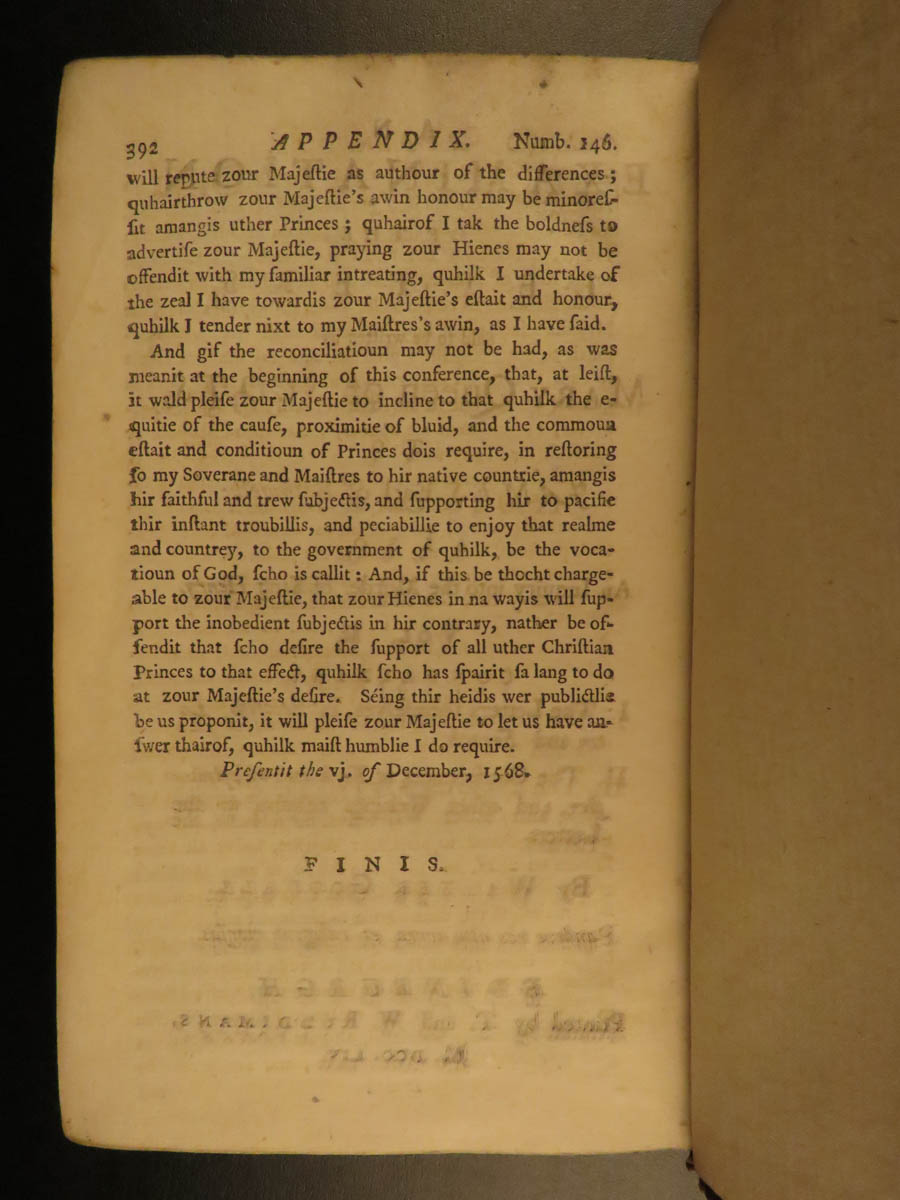 392 APPENDIX. Numb. 146.
will repute zour Majeſtie as authour of the differences;
quhairthrow zour Majeſtie's awin honour may be minoreſ-
ſit amangis uther Princes; quhairof I tak the boldneſs to
advertiſe zour Majeſtie, praying zour Hienes may not be
offendit with my familiar intreating, quhilk I undertake of
the zeal I have towardis zour Majeſtie's eſtait and honour,
quhilk I tender nixt to my Maiſtres's awin, as I have ſaid.
And gif the reconciliatioun may not be had, as was
meanit at the beginning of this conference, that, at leiſt,
it wald pleiſe zour Majeſtie to incline to that quhilk the e-
quitie of the cauſe, proximitie of bluid, and the commoun
eſtait and conditioun of Princes dois require, in reſtoring
ſo my Soverane and Maiſtres to hir native countrie, amangis
hir faithful and trew ſubjectis, and ſupporting hir to pacifie
thir inſtant troubillis, and peciabillie to enjoy that realme
and countrey, to the government of quhilk, be the voca-
tioun of God, ſcho is callit: And, if this be thocht charge-
able to zour Majeſtie, that zour Hienes in na wayis will ſup-
port the inobedient ſubjectis in hir contrary, nather be of-
fendit that ſcho deſire the ſupport of all uther Chriſtian
Princes to that effect, quhilk ſcho has ſpairit ſa lang to do
at zour Majeſtie's deſire. Séing thir heidis wer publictlie
be us proponit, it will pleiſe zour Majeſtie to let us have an-
ſwer thairof, quhilk maiſt humblie I do require.
Preſentit the vj. of December, 1568.
FINIS.